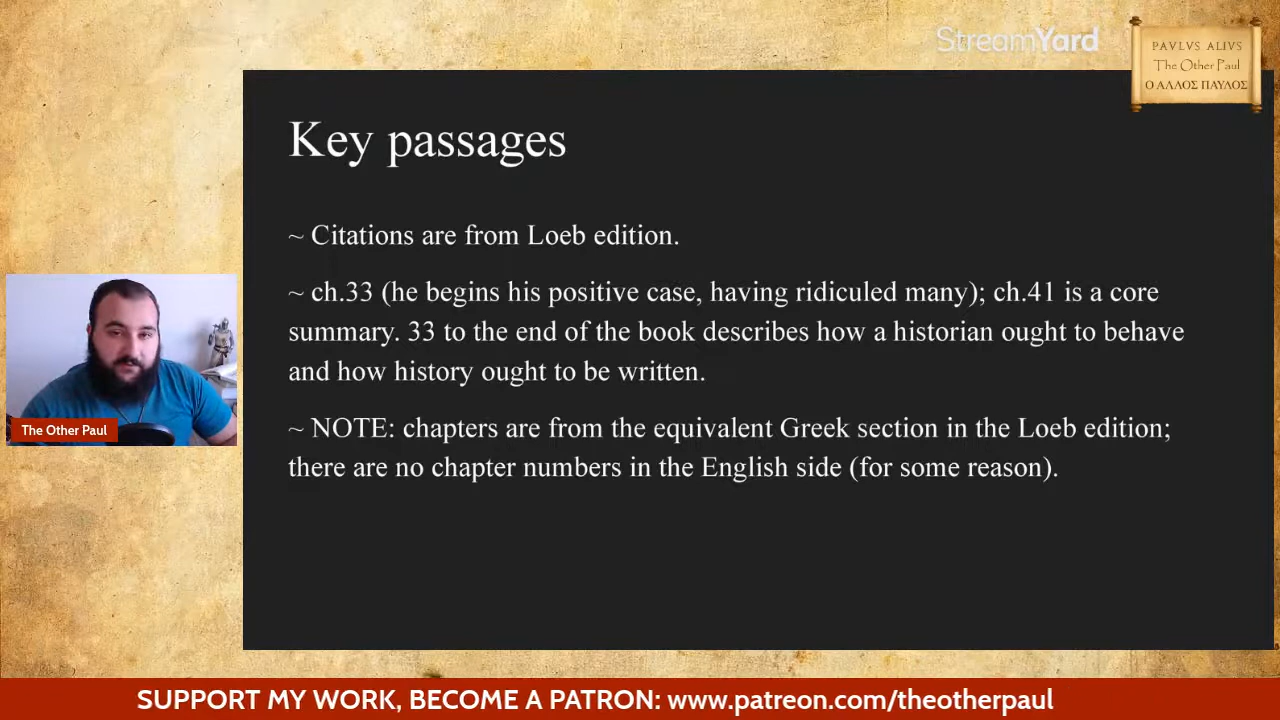 StreamYard
PAVLVS ALIVS
The Other Paul
Ο ΑΛΛΟΣ ΠΑΥΛΟΣ
Key passages
~ Citations are from Loeb edition.
~ ch.33 (he begins his positive case, having ridiculed many); ch.41 is a core
summary. 33 to the end of the book describes how a historian ought to behave
and how history ought to be written.
~ NOTE: chapters are from the equivalent Greek section in the Loeb edition;
there are no chapter numbers in the English side (for some reason).
The Other Paul
SUPPORT MY WORK, BECOME A PATRON: www.patreon.com/theotherpaul